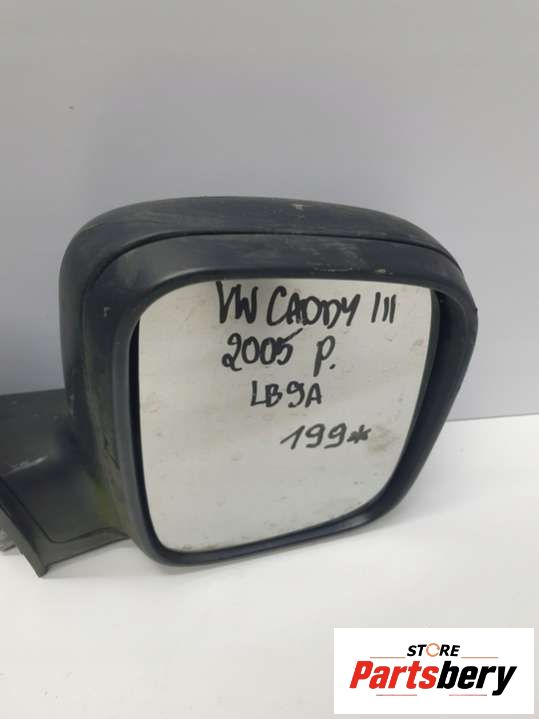 VW CADDY III
2005 P.
LB9A
199*
STORE
Partsbery